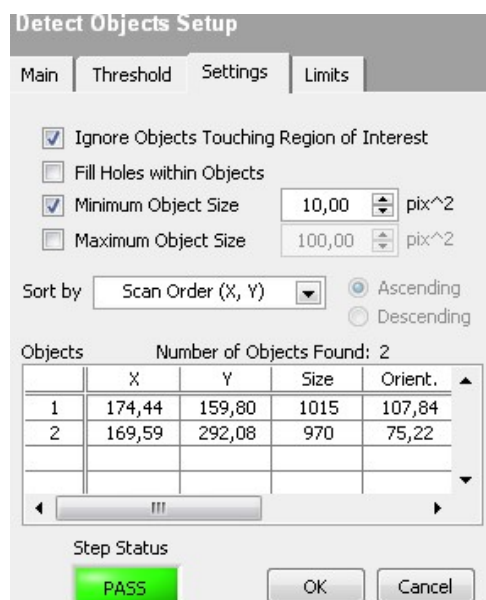 Detect Objects Setup
Main Threshold Settings Limits
Ignore Objects Touching Region of Interest
Fill Holes within Objects
Minimum Object Size 10,00 pix^2
Maximum Object Size 100,00 pix^2
Sort by Scan Order (X, Y) Ascending
Descending
Objects Number of Objects Found: 2
X Y Size Orient.
1 174,44 159,80 1015 107,84
2 169,59 292,08 970 75,22
Step Status
PASS OK Cancel